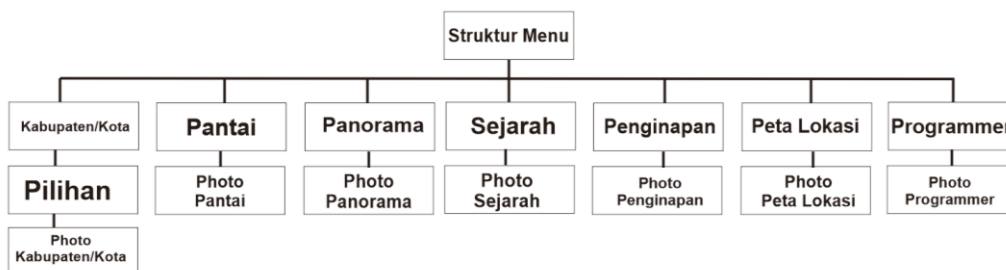 Struktur Menu
Kabupaten/Kota
Pantai
Panorama
Sejarah
Penginapan
Peta Lokasi
Programmer
Pilihan
Photo
Pantai
Photo
Panorama
Photo
Sejarah
Photo
Penginapan
Photo
Peta Lokasi
Photo
Programmer
Photo
Kabupaten/Kota